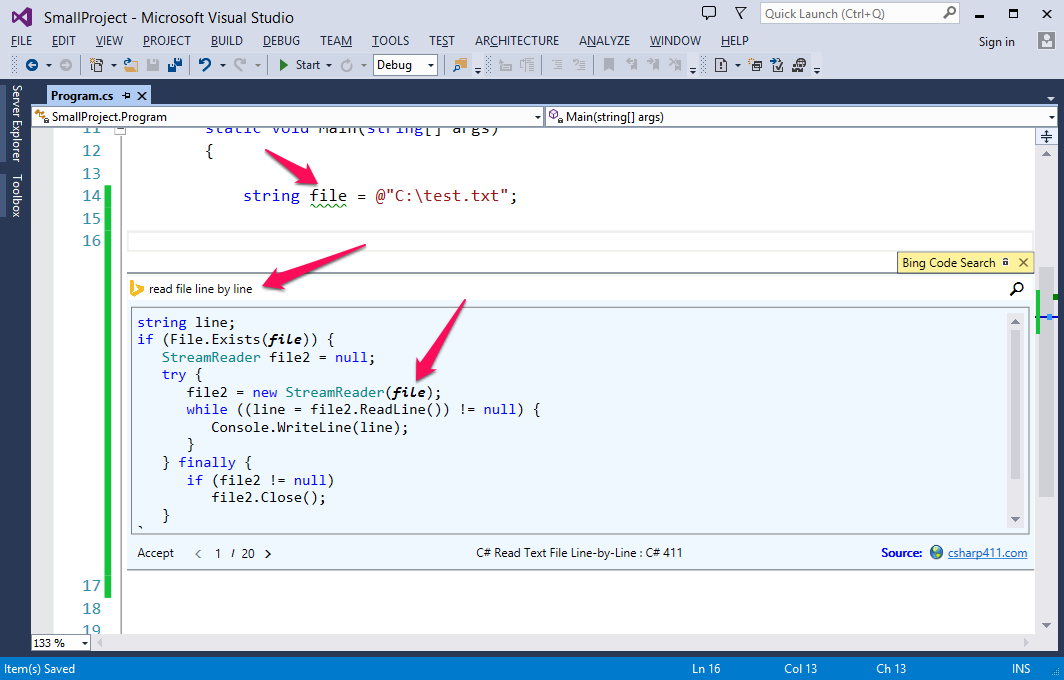 SmallProject - Microsoft Visual Studio
Quick Launch (Ctrl+Q)
FILE EDIT VIEW PROJECT BUILD DEBUG TEAM TOOLS TEST ARCHITECTURE ANALYZE WINDOW HELP
Sign in
Start Debug
Server Explorer
Toolbox
Program.cs
SmallProject.Program
Main(string[] args)
11 static void Main(string[] args)
12 {
13
14 string file = @"C:\test.txt";
15
16
Bing Code Search
read file line by line
string line;
if (File.Exists(file)) {
StreamReader file2 = null;
try {
file2 = new StreamReader(file);
while ((line = file2.ReadLine()) != null) {
Console.WriteLine(line);
}
} finally {
if (file2 != null)
file2.Close();
}
Accept < 1 / 20 >
C# Read Text File Line-by-Line : C# 411
Source: csharp411.com
17
18
19
133 %
Item(s) Saved
Ln 16 Col 13 Ch 13 INS